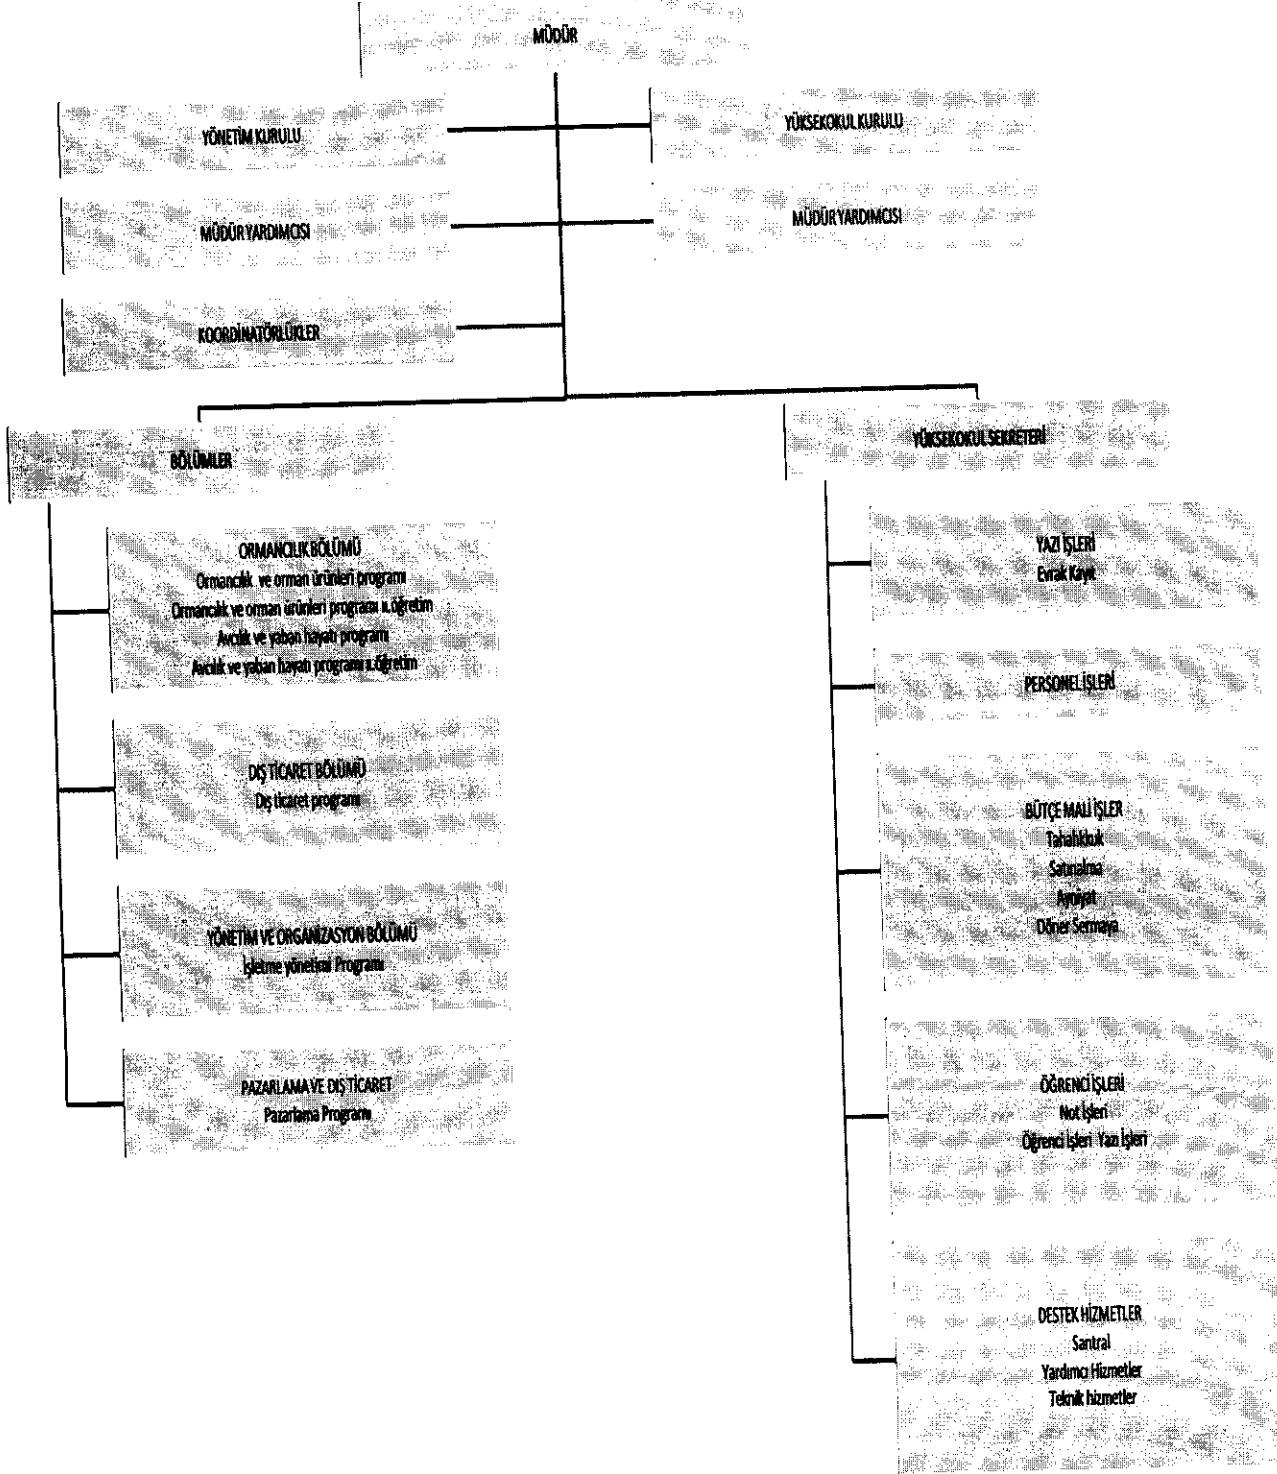 MÜDÜR
YÖNETİM KURULU
YÜKSEKOKUL KURULU
MÜDÜR YARDIMCISI
MÜDÜR YARDIMCISI
KOORDİNATÖRLÜKLER
BÖLÜMLER
ORMANCILIK BÖLÜMÜ
Ormancılık ve orman ürünleri programı
Ormancılık ve orman ürünleri programı II.öğretim
Avcılık ve yaban hayatı programı
Avcılık ve yaban hayatı programı II.öğretim
DIŞ TİCARET BÖLÜMÜ
Dış ticaret programı
YÖNETİM VE ORGANİZASYON BÖLÜMÜ
İşletme yönetimi Programı
PAZARLAMA VE DIŞ TİCARET
Pazarlama Programı
YÜKSEKOKUL SEKRETERİ
YAZI İŞLERİ
Evrak Kayıt
PERSONEL İŞLERİ
BÜTÇE MALİ İŞLER
Tahahkkuk
Satınalma
Ayniyat
Döner Sermaya
ÖĞRENCİ İŞLERİ
Not İşleri
Öğrenci İşleri Yazı İşleri
DESTEK HİZMETLER
Santral
Yardımcı Hizmetler
Teknik hizmetler